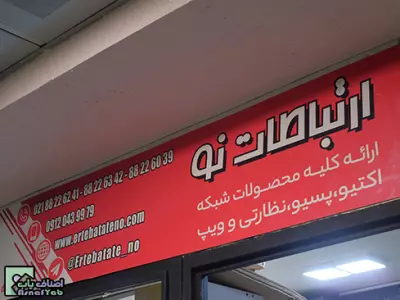 ارتباطات نو
ارائه کلیه محصولات شبکه
اکتیو،پسیو،نظارتی و ویپ
021 88 22 62 41 - 88 22 63 42 - 88 22 60 39
0912 043 99 79
www.ertebatateno.com
@Ertebatate_no
اصناف یاب
AsnafYab